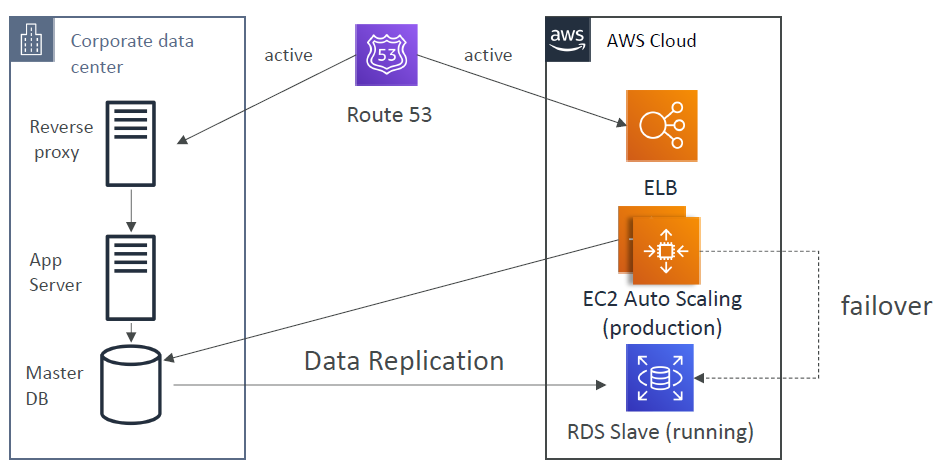 Corporate data
center
active
53
Route 53
active
aws
AWS Cloud
Reverse
proxy
ELB
App
Server
EC2 Auto Scaling
(production)
failover
Master
DB
Data Replication
RDS Slave (running)